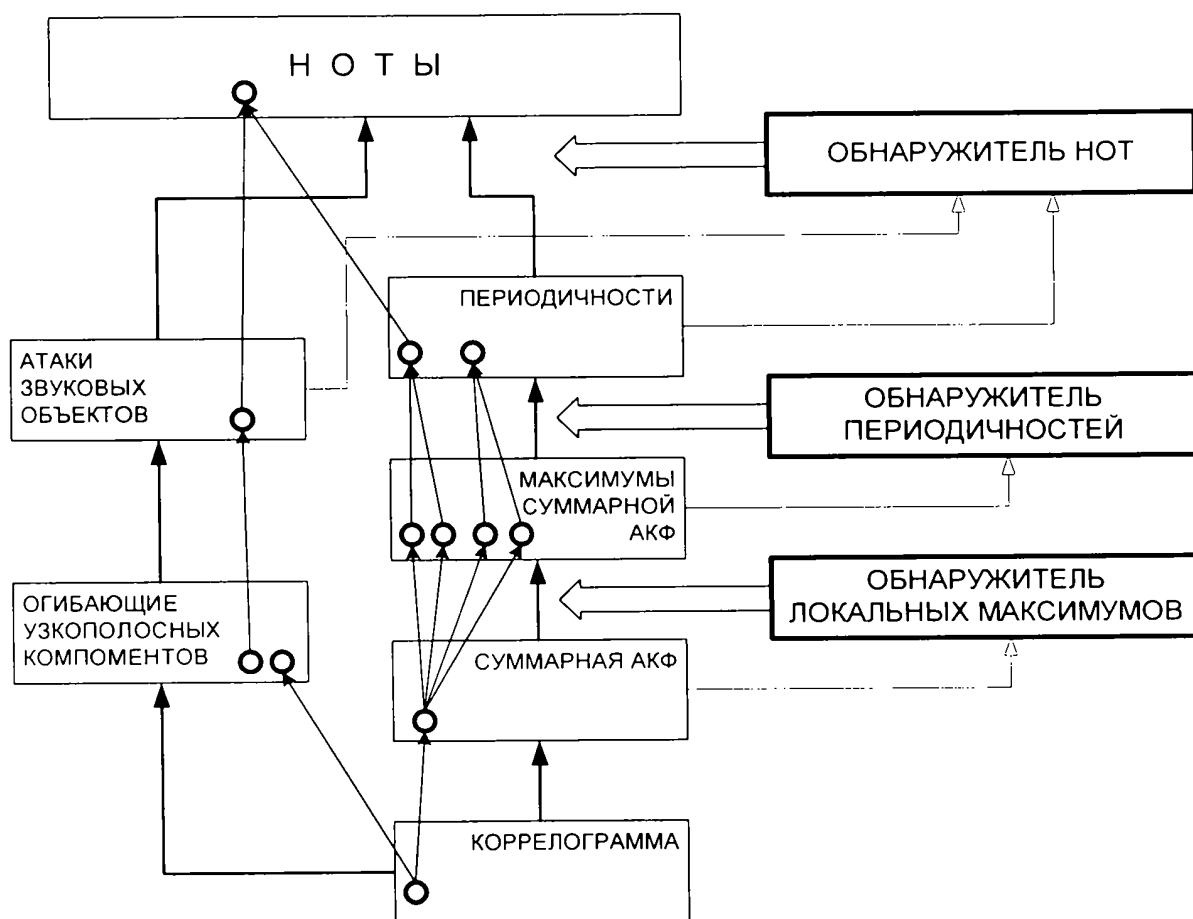 Н О Т Ы
ОБНАРУЖИТЕЛЬ НОТ
ПЕРИОДИЧНОСТИ
АТАКИ
ЗВУКОВЫХ
ОБЪЕКТОВ
ОБНАРУЖИТЕЛЬ
ПЕРИОДИЧНОСТЕЙ
МАКСИМУМЫ
СУММАРНОЙ
АКФ
ОБНАРУЖИТЕЛЬ
ЛОКАЛЬНЫХ МАКСИМУМОВ
ОГИБАЮЩИЕ
УЗКОПОЛОСНЫХ
КОМПОМЕНТОВ
СУММАРНАЯ АКФ
КОРРЕЛОГРАММА